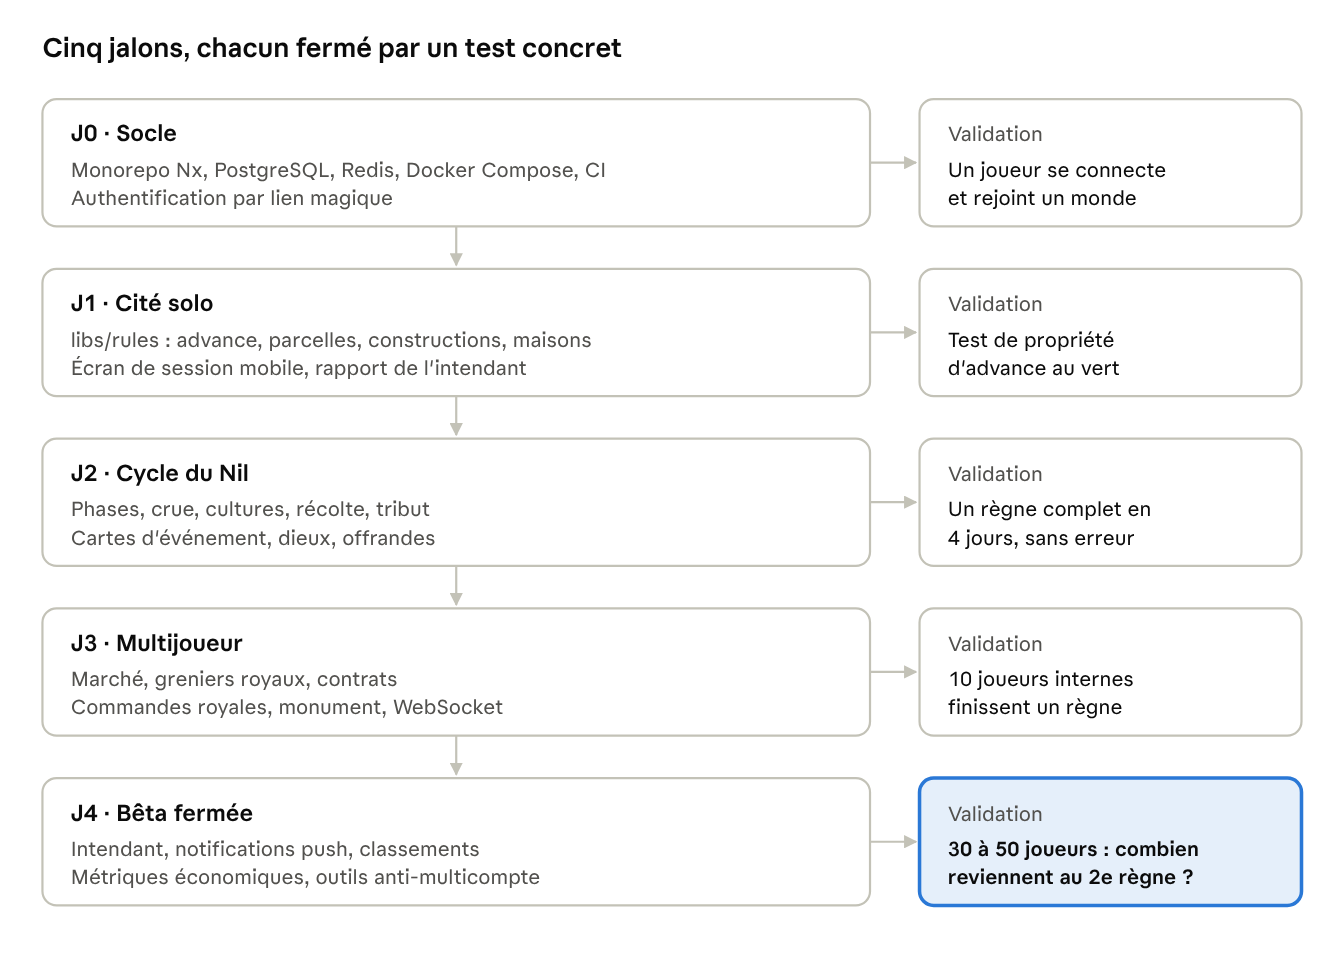 Cinq jalons, chacun fermé par un test concret
J0 · Socle
Monorepo Nx, PostgreSQL, Redis, Docker Compose, CI
Authentification par lien magique
Validation
Un joueur se connecte
et rejoint un monde
J1 · Cité solo
libs/rules : advance, parcelles, constructions, maisons
Écran de session mobile, rapport de l'intendant
Validation
Test de propriété
d'advance au vert
J2 · Cycle du Nil
Phases, crue, cultures, récolte, tribut
Cartes d'événement, dieux, offrandes
Validation
Un règne complet en
4 jours, sans erreur
J3 · Multijoueur
Marché, greniers royaux, contrats
Commandes royales, monument, WebSocket
Validation
10 joueurs internes
finissent un règne
J4 · Bêta fermée
Intendant, notifications push, classements
Métriques économiques, outils anti-multicompte
Validation
30 à 50 joueurs : combien
reviennent au 2e règne ?